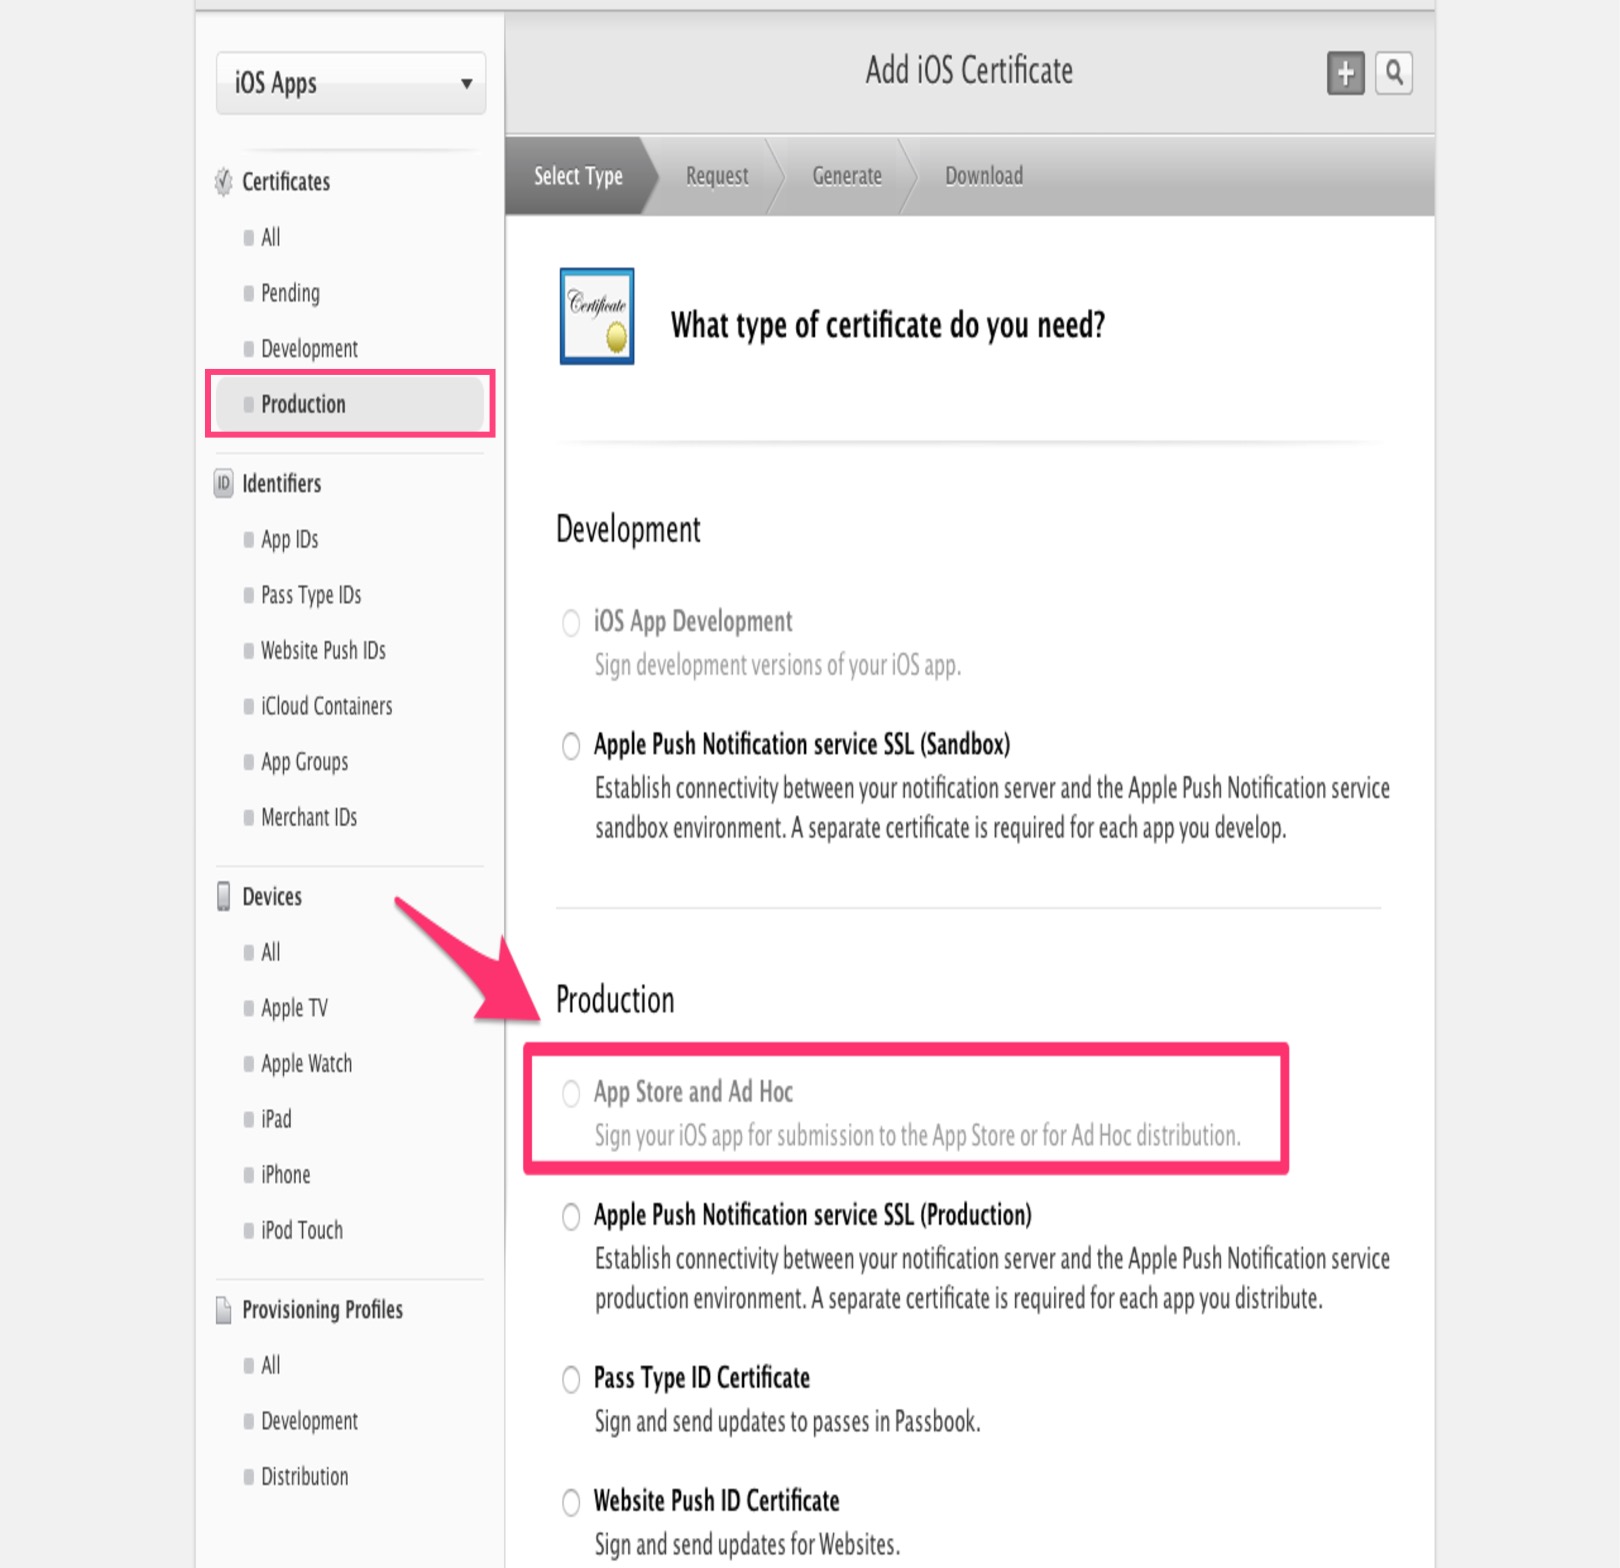 iOS Apps
Certificates
All
Pending
Development
Production
ID
Identifiers
App IDs
Pass Type IDs
Website Push IDs
iCloud Containers
App Groups
Merchant IDs
Devices
All
Apple TV
Apple Watch
iPad
iPhone
iPod Touch
Provisioning Profiles
All
Development
Distribution
Add iOS Certificate
Select Type
Request
Generate
Download
Certificate
What type of certificate do you need?
Development
iOS App Development
Sign development versions of your iOS app.
Apple Push Notification service SSL (Sandbox)
Establish connectivity between your notification server and the Apple Push Notification service
sandbox environment. A separate certificate is required for each app you develop.
Production
App Store and Ad Hoc
Sign your iOS app for submission to the App Store or for Ad Hoc distribution.
Apple Push Notification service SSL (Production)
Establish connectivity between your notification server and the Apple Push Notification service
production environment. A separate certificate is required for each app you distribute.
Pass Type ID Certificate
Sign and send updates to passes in Passbook.
Website Push ID Certificate
Sign and send updates for Websites.